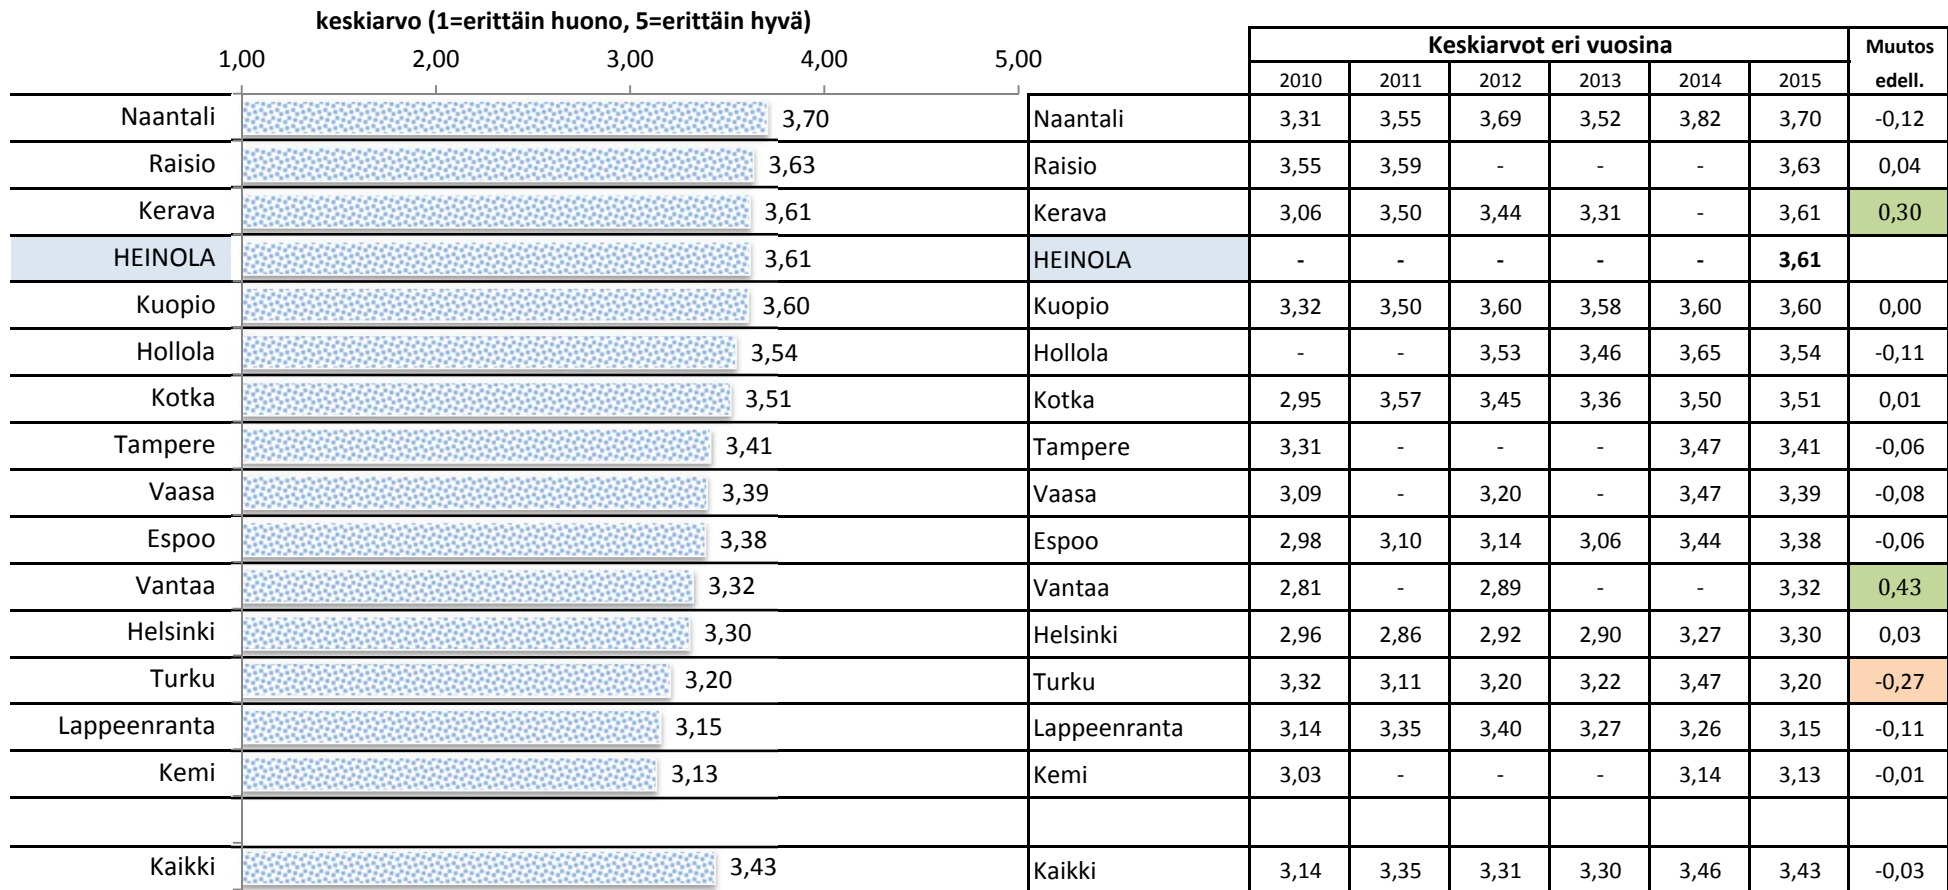 keskiarvo (1=erittäin huono, 5=erittäin hyvä)
1,00 2,00 3,00 4,00 5,00
Keskiarvot eri vuosina Muutos
2010 2011 2012 2013 2014 2015 edell.
Naantali 3,70 Naantali 3,31 3,55 3,69 3,52 3,82 3,70 -0,12
Raisio 3,63 Raisio 3,55 3,59 - - - 3,63 0,04
Kerava 3,61 Kerava 3,06 3,50 3,44 3,31 - 3,61 0,30
HEINOLA 3,61 HEINOLA - - - - - 3,61
Kuopio 3,60 Kuopio 3,32 3,50 3,60 3,58 3,60 3,60 0,00
Hollola 3,54 Hollola - - 3,53 3,46 3,65 3,54 -0,11
Kotka 3,51 Kotka 2,95 3,57 3,45 3,36 3,50 3,51 0,01
Tampere 3,41 Tampere 3,31 - - - 3,47 3,41 -0,06
Vaasa 3,39 Vaasa 3,09 - 3,20 - 3,47 3,39 -0,08
Espoo 3,38 Espoo 2,98 3,10 3,14 3,06 3,44 3,38 -0,06
Vantaa 3,32 Vantaa 2,81 - 2,89 - - 3,32 0,43
Helsinki 3,30 Helsinki 2,96 2,86 2,92 2,90 3,27 3,30 0,03
Turku 3,20 Turku 3,32 3,11 3,20 3,22 3,47 3,20 -0,27
Lappeenranta 3,15 Lappeenranta 3,14 3,35 3,40 3,27 3,26 3,15 -0,11
Kemi 3,13 Kemi 3,03 - - - 3,14 3,13 -0,01
Kaikki 3,43 Kaikki 3,14 3,35 3,31 3,30 3,46 3,43 -0,03